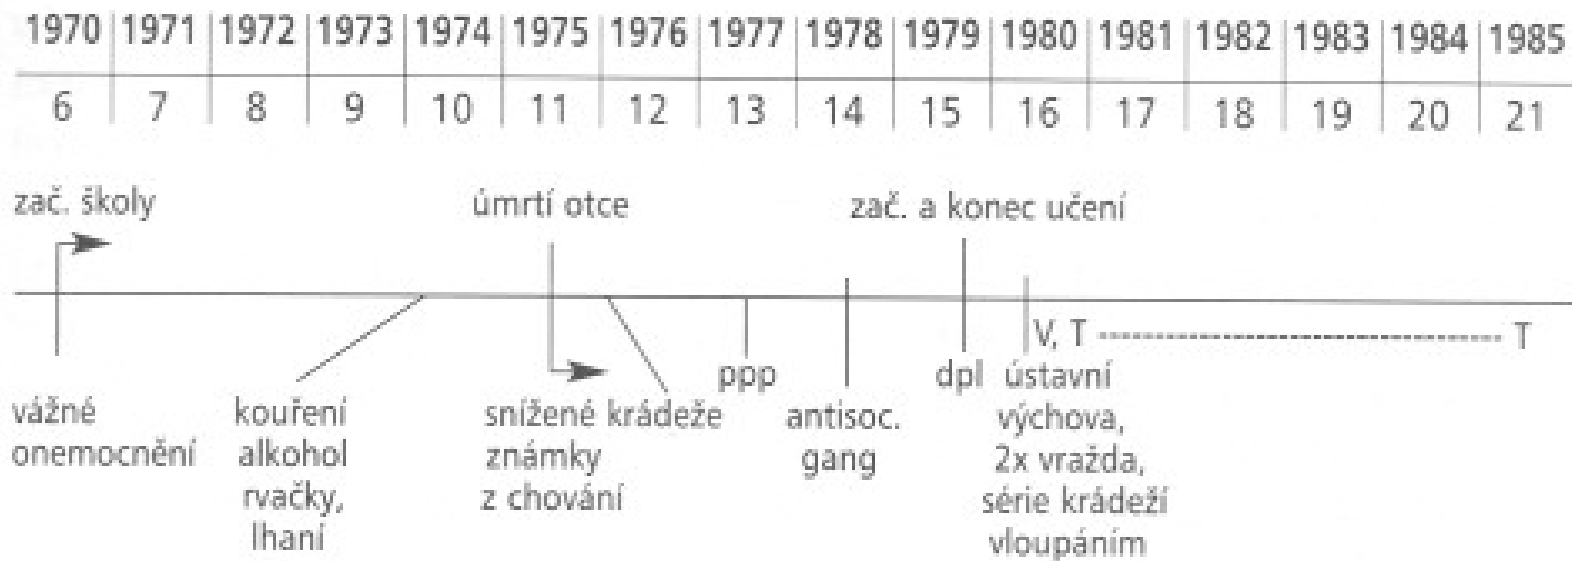 1970 1971 1972 1973 1974 1975 1976 1977 1978 1979 1980 1981 1982 1983 1984 1985
6 7 8 9 10 11 12 13 14 15 16 17 18 19 20 21
zač. školy
úmrtí otce
zač. a konec učení
V, T T
vážné
onemocnění
kouření
alkohol
rvačky,
lhaní
snížené krádeže
známky
z chování
ppp
antisoc.
gang
dpl ústavní
výchova,
2x vražda,
série krádeží
vloupáním